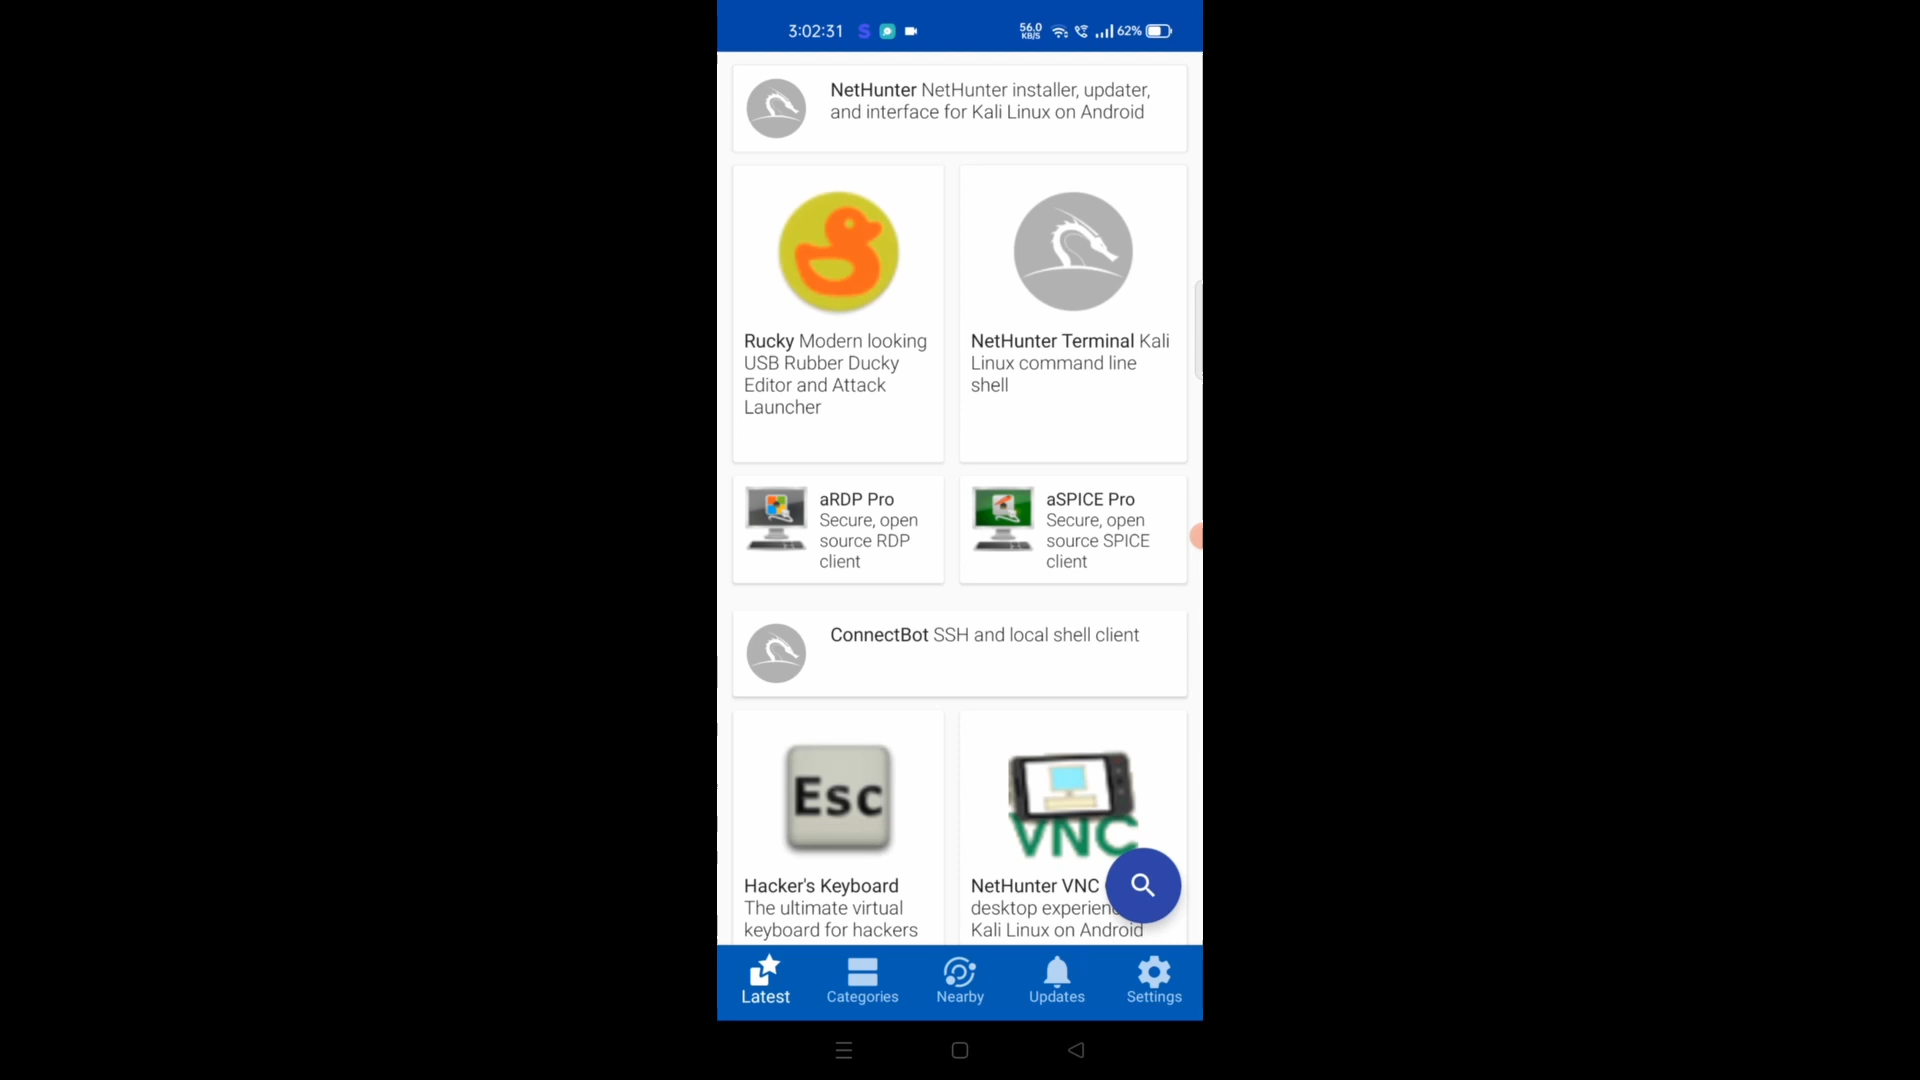 3:02:31 S 56.0 KB/S 62%
NetHunter NetHunter installer, updater,
and interface for Kali Linux on Android
Rucky Modern looking
USB Rubber Ducky
Editor and Attack
Launcher
NetHunter Terminal Kali
Linux command line
shell
aRDP Pro
Secure, open
source RDP
client
aSPICE Pro
Secure, open
source SPICE
client
ConnectBot SSH and local shell client
Esc
Hacker's Keyboard
The ultimate virtual
keyboard for hackers
VNC
NetHunter VNC
desktop experien
Kali Linux on Android
Latest
Categories
Nearby
Updates
Settings